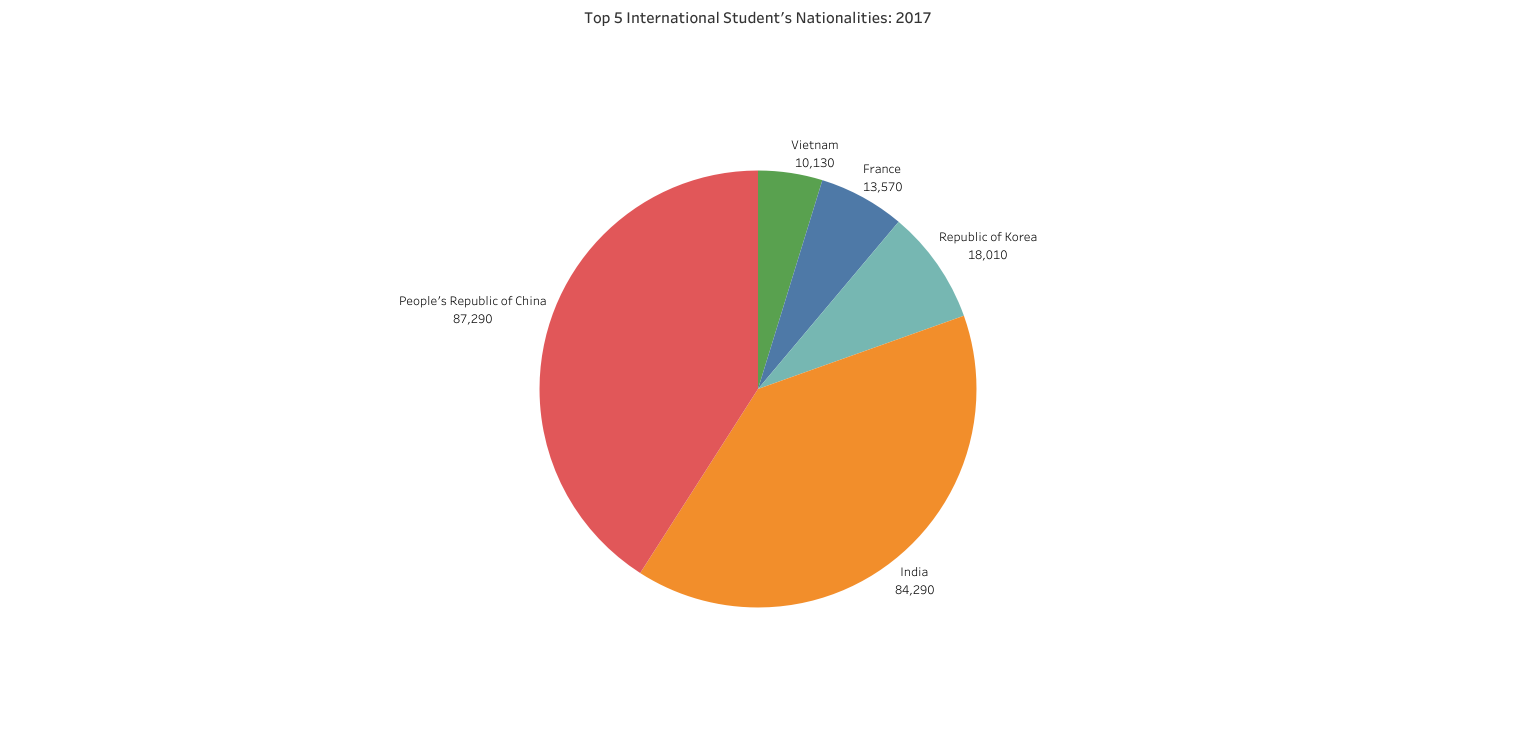 Top 5 International Student’s Nationalities: 2017
Vietnam
10,130
France
13,570
Republic of Korea
18,010
People’s Republic of China
87,290
India
84,290